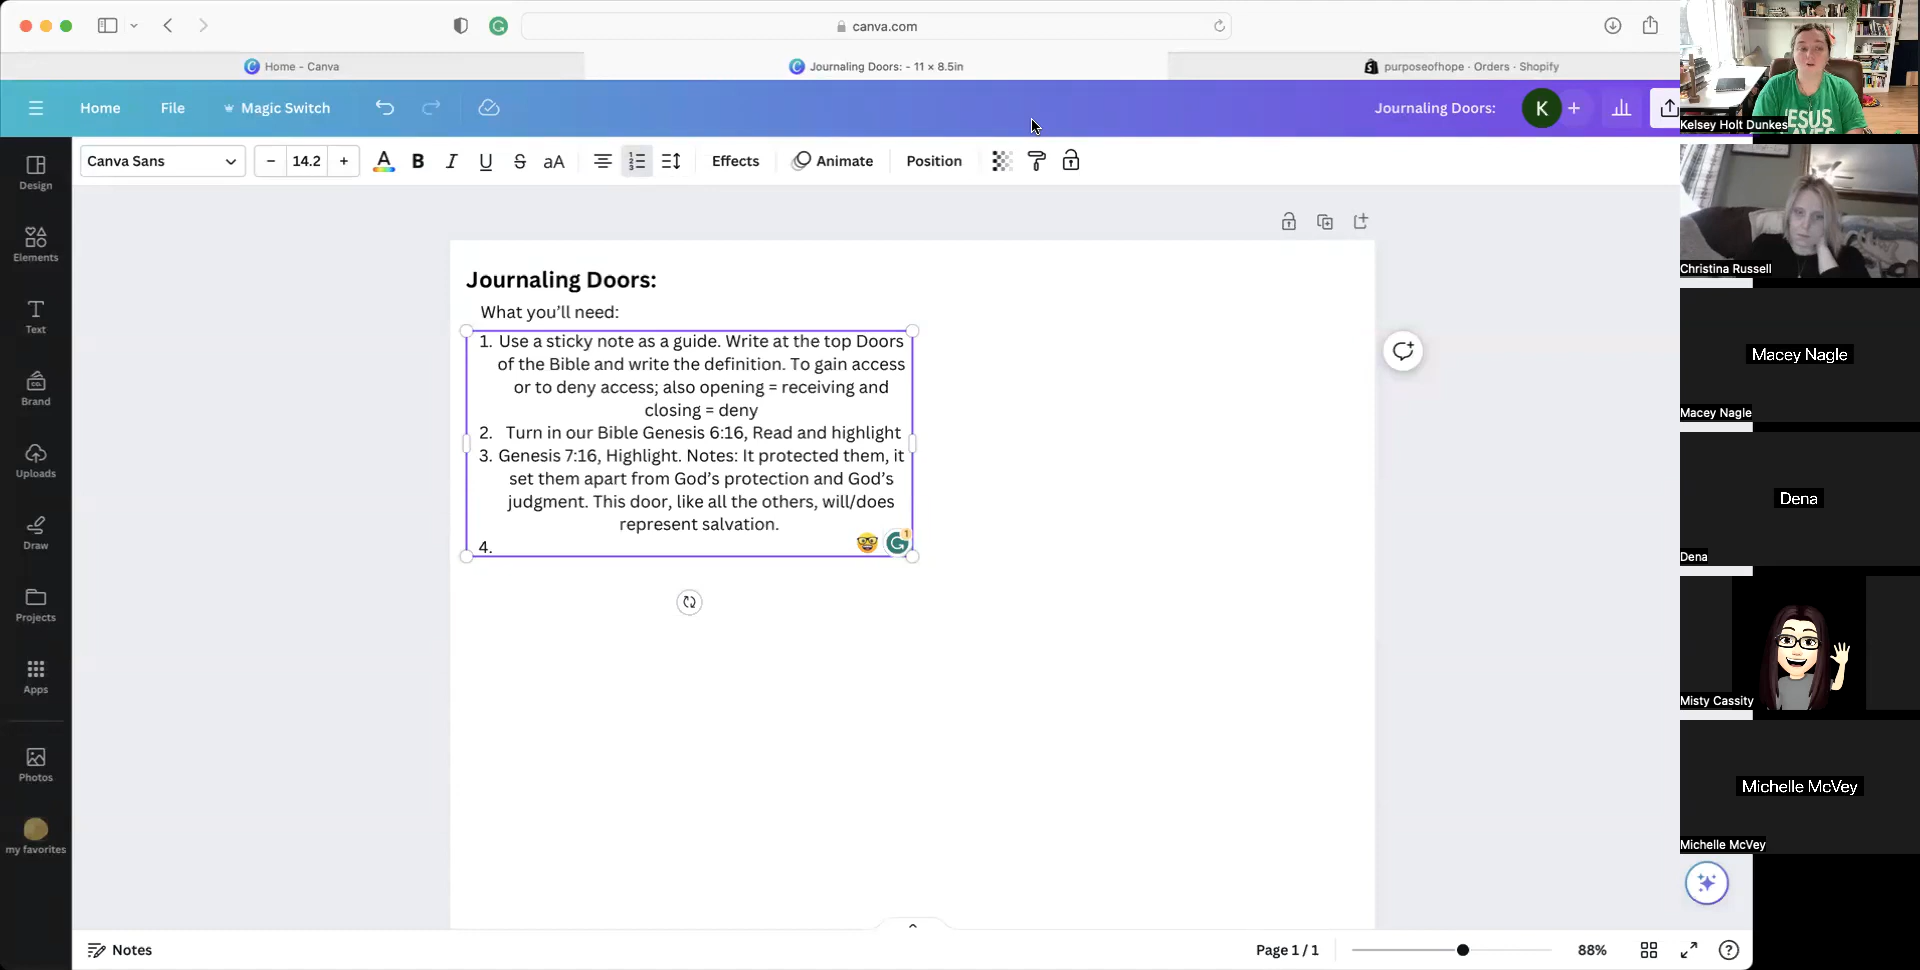 canva.com
Home - Canva
Journaling Doors: - 11 × 8.5in
purposeofhope · Orders · Shopify
Home
File
Magic Switch
Journaling Doors:
K
Canva Sans
14.2
A
B
I
U
S
aA
Effects
Animate
Position
Design
Elements
Text
Brand
Uploads
Draw
Projects
Apps
Photos
my favorites
Journaling Doors:
What you'll need:
1. Use a sticky note as a guide. Write at the top Doors
of the Bible and write the definition. To gain access
or to deny access; also opening = receiving and
closing = deny
2. Turn in our Bible Genesis 6:16, Read and highlight
3. Genesis 7:16, Highlight. Notes: It protected them, it
set them apart from God's protection and God's
judgment. This door, like all the others, will/does
represent salvation.
4.
1
Notes
Page 1 / 1
88%
Kelsey Holt Dunkes
Christina Russell
Macey Nagle
Macey Nagle
Dena
Dena
Misty Cassity
Michelle McVey
Michelle McVey